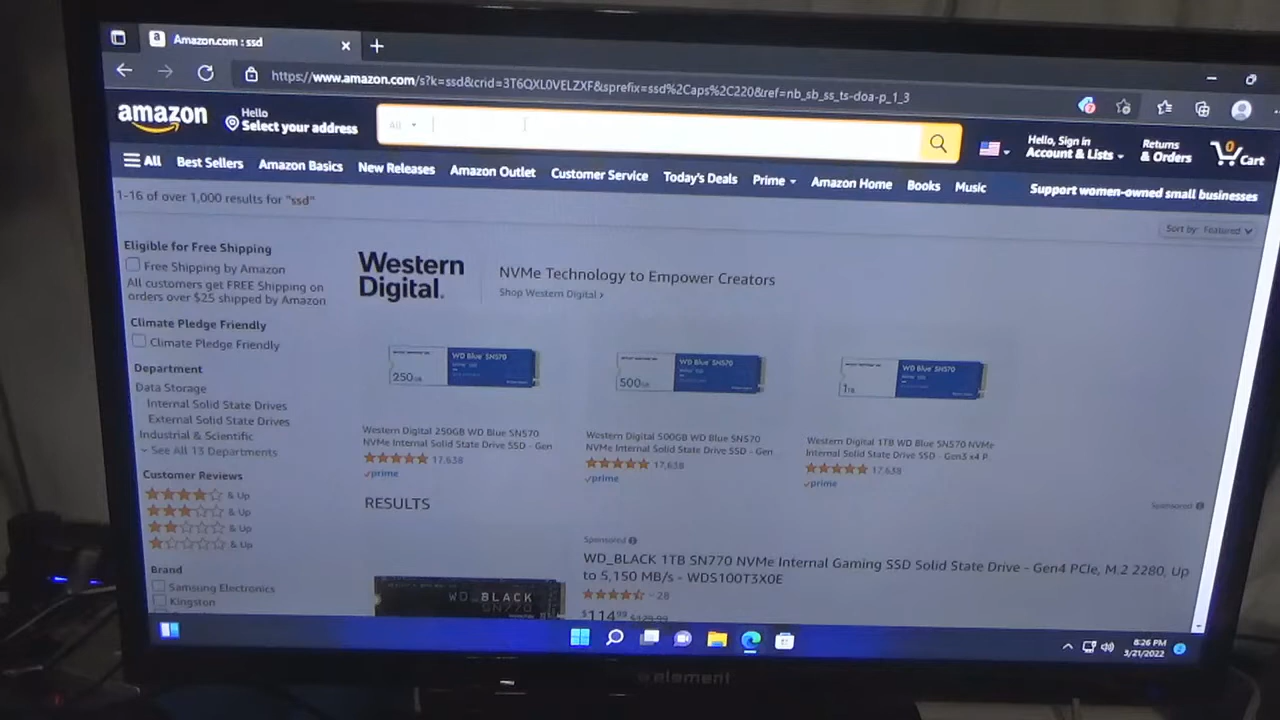 Amazon.com : ssd
https://www.amazon.com/s?k=ssd&crid=3T6QXL0VELZXF&sprefix=ssd%2Caps%2C220&ref=nb_sb_ss_ts-doa-p_1_3
amazon
Hello
Select your address
All
Hello, Sign in
Account & Lists
Returns
& Orders
0
Cart
All
Best Sellers
Amazon Basics
New Releases
Amazon Outlet
Customer Service
Today's Deals
Prime
Amazon Home
Books
Music
Support women-owned small businesses
1-16 of over 1,000 results for "ssd"
Sort by: Featured
Eligible for Free Shipping
Free Shipping by Amazon
All customers get FREE Shipping on
orders over $25 shipped by Amazon
Climate Pledge Friendly
Climate Pledge Friendly
Department
Data Storage
Internal Solid State Drives
External Solid State Drives
Industrial & Scientific
See All 13 Departments
Customer Reviews
& Up
& Up
& Up
& Up
Brand
Samsung Electronics
Kingston
Western
Digital.
NVMe Technology to Empower Creators
Shop Western Digital ›
WD Blue SN570
250GB
WD Blue SN570
500GB
WD Blue SN570
1TB
Western Digital 250GB WD Blue SN570
NVMe Internal Solid State Drive SSD - Gen
17,638
prime
Western Digital 500GB WD Blue SN570
NVMe Internal Solid State Drive SSD - Gen
17,638
prime
Western Digital 1TB WD Blue SN570 NVMe
Internal Solid State Drive SSD - Gen3 x4 P
17,638
prime
Sponsored
RESULTS
Sponsored
WD_BLACK 1TB SN770 NVMe Internal Gaming SSD Solid State Drive - Gen4 PCIe, M.2 2280, Up
to 5,150 MB/s - WDS100T3X0E
28
$114.99 $129.99
WD_BLACK
SN770
8:26 PM
3/21/2022
element